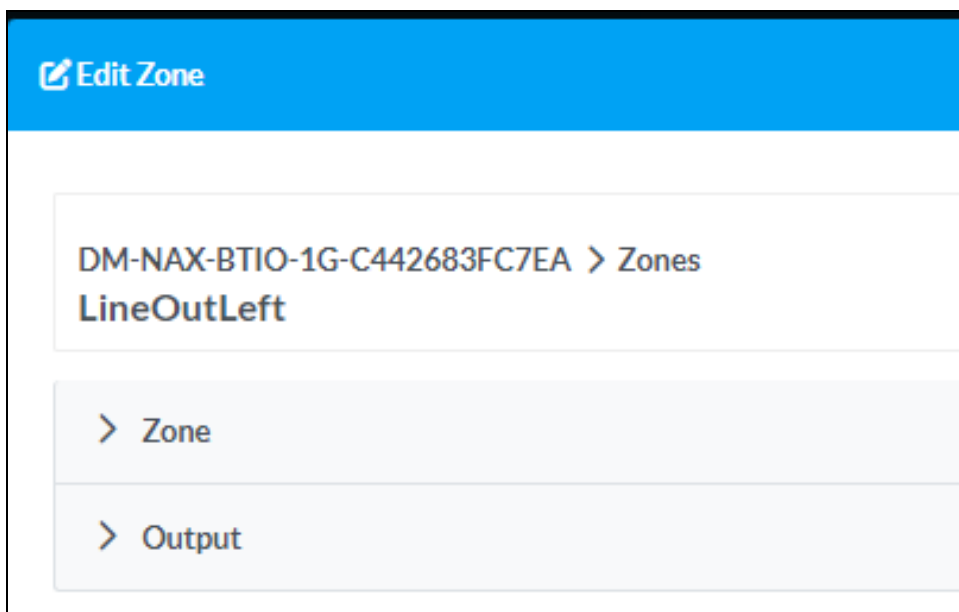 Edit Zone
DM-NAX-BTIO-1G-C442683FC7EA > Zones
LineOutLeft
> Zone
> Output